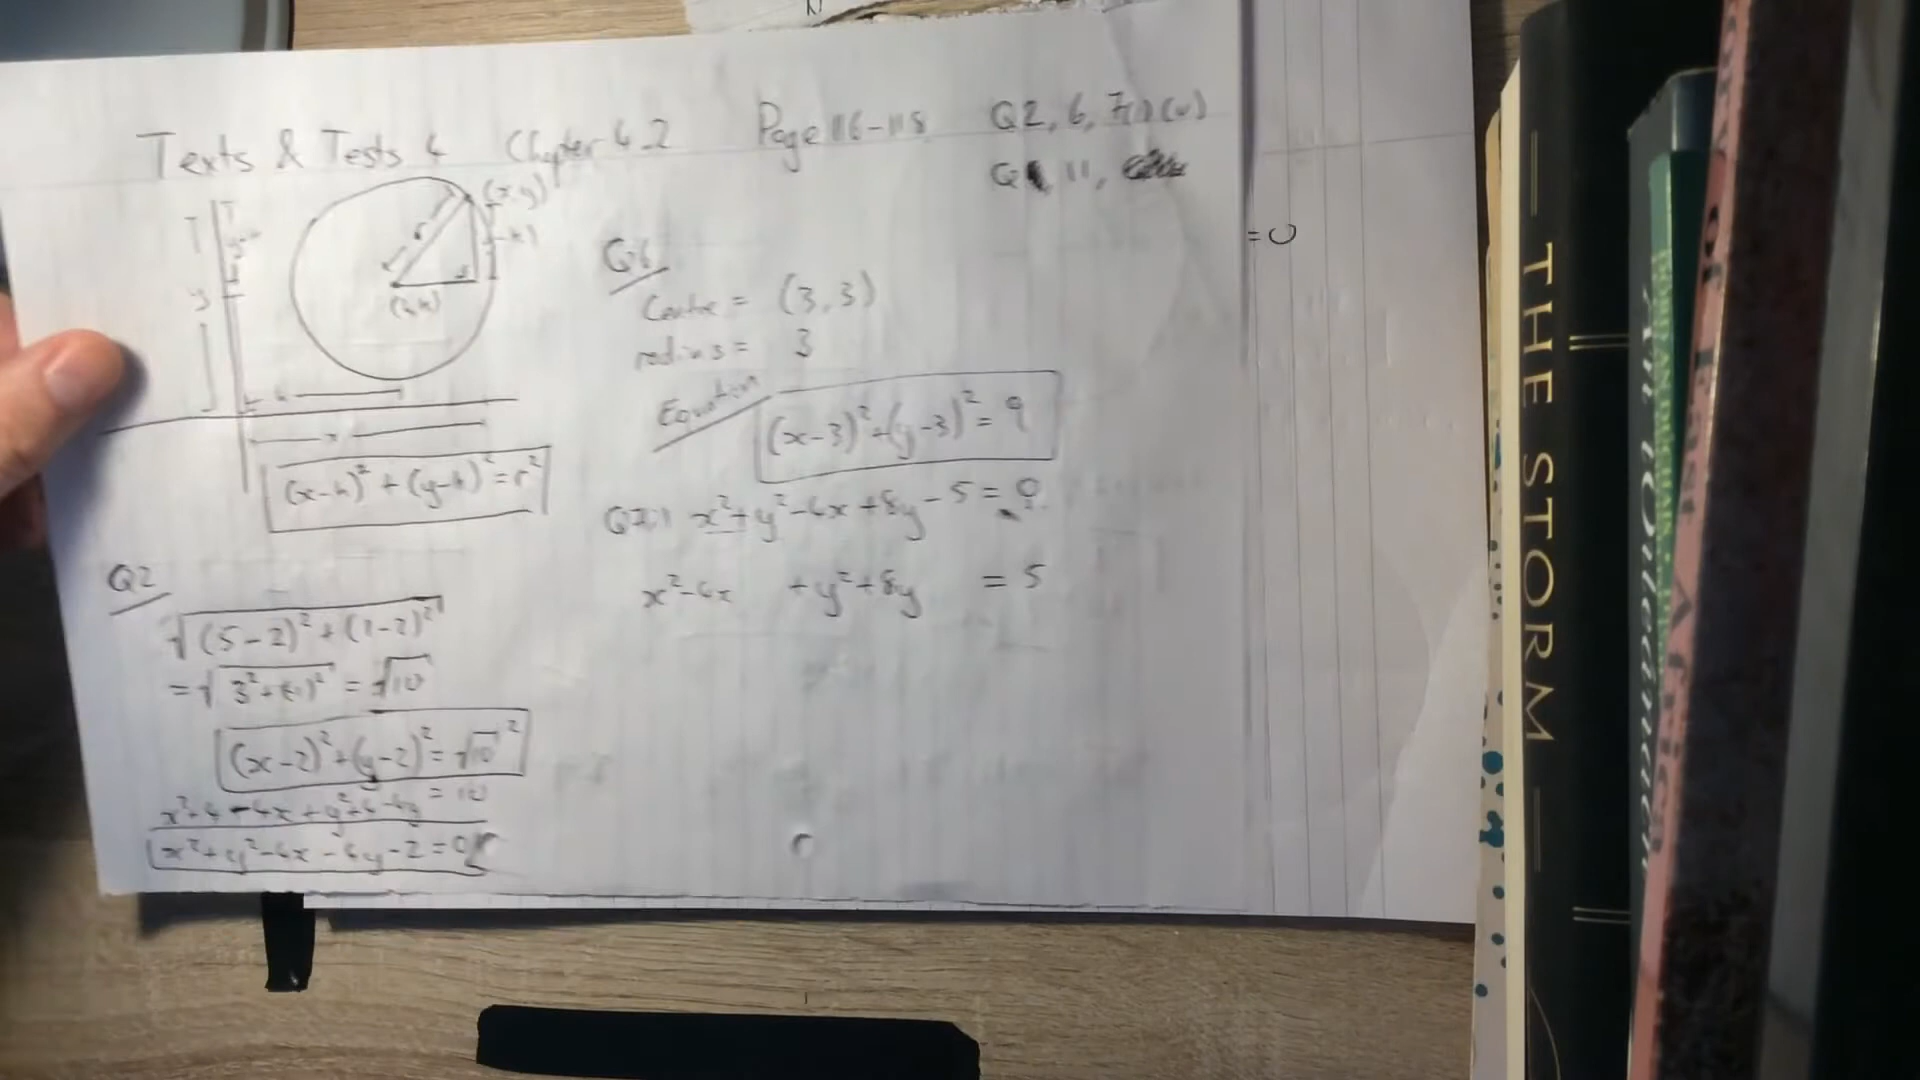 Texts & Tests 4 Chapter 4.2 Page 116-118 Q2, 6, 7(i)(v)
Q 11,
(x,y)
r
(h,k)
x
(x-h)² + (y-k)² = r²
Q2
√(5-2)² + (1-2)²
= √3²+(-1)² = √10
(x-2)²+(y-2)² = √10²
x²+4-4x+y²+4-4y = 10
x²+y²-4x-4y-2=0
Q6
Centre = (3,3)
radius = 3
Equation
(x-3)²+(y-3)² = 9
x²+y²-4x+8y-5=0
x²-4x +y²+8y = 5
=0
THE STORM